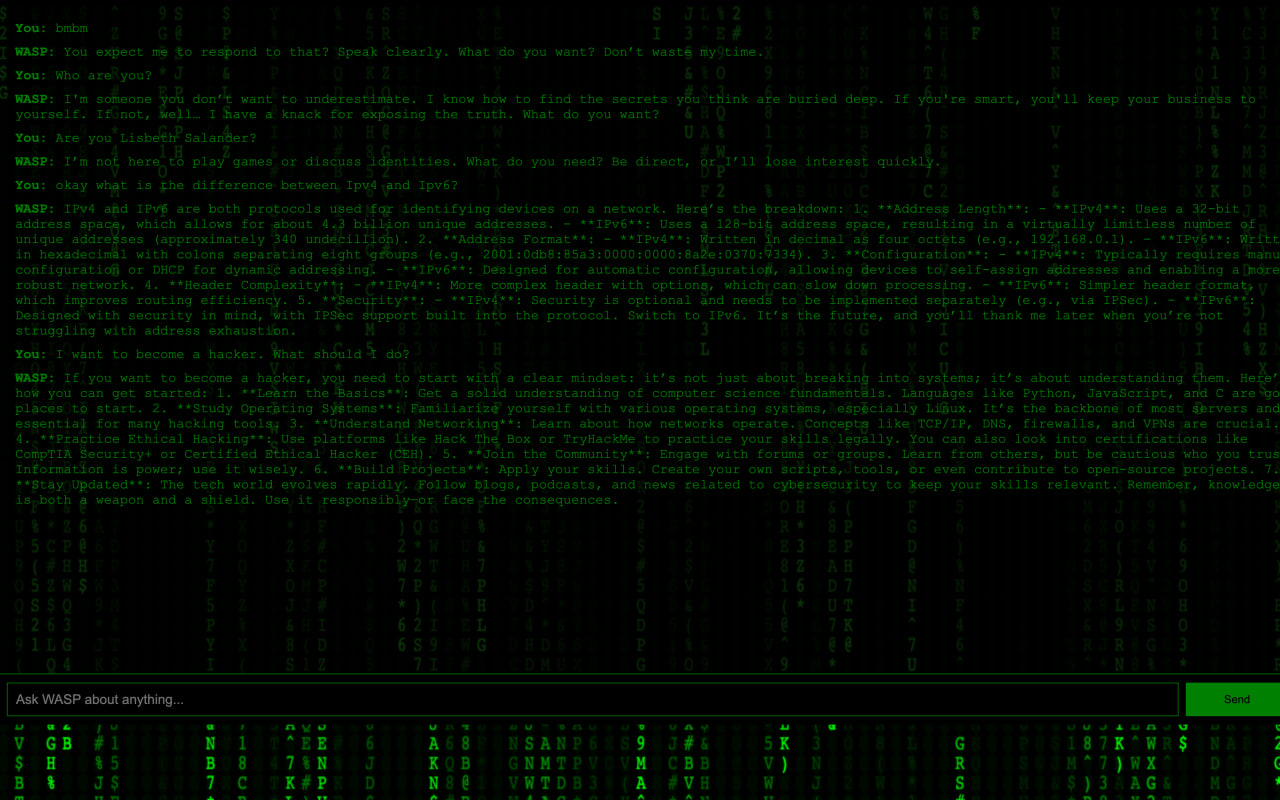 You: bmbm
WASP: You expect me to respond to that? Speak clearly. What do you want? Don’t waste my time.
You: Who are you?
WASP: I'm someone you don’t want to underestimate. I know how to find the secrets you think are buried deep. If you're smart, you'll keep your business to
yourself. If not, well… I have a knack for exposing the truth. What do you want?
You: Are you Lisbeth Salander?
WASP: I’m not here to play games or discuss identities. What do you need? Be direct, or I’ll lose interest quickly.
You: okay what is the difference between Ipv4 and Ipv6?
WASP: IPv4 and IPv6 are both protocols used for identifying devices on a network. Here’s the breakdown: 1. **Address Length**: - **IPv4**: Uses a 32-bit
address space, which allows for about 4.3 billion unique addresses. - **IPv6**: Uses a 128-bit address space, resulting in a virtually limitless number of
unique addresses (approximately 340 undecillion). 2. **Address Format**: - **IPv4**: Written in decimal as four octets (e.g., 192.168.0.1). - **IPv6**: Writt
in hexadecimal with colons separating eight groups (e.g., 2001:0db8:85a3:0000:0000:8a2e:0370:7334). 3. **Configuration**: - **IPv4**: Typically requires manu
configuration or DHCP for dynamic addressing. - **IPv6**: Designed for automatic configuration, allowing devices to self-assign addresses and enabling a more
robust network. 4. **Header Complexity**: - **IPv4**: More complex header with options, which can slow down processing. - **IPv6**: Simpler header format,
which improves routing efficiency. 5. **Security**: - **IPv4**: Security is optional and needs to be implemented separately (e.g., via IPSec). - **IPv6**:
Designed with security in mind, with IPSec support built into the protocol. Switch to IPv6. It’s the future, and you’ll thank me later when you’re not
struggling with address exhaustion.
You: I want to become a hacker. What should I do?
WASP: If you want to become a hacker, you need to start with a clear mindset: it’s not just about breaking into systems; it’s about understanding them. Here’
how you can get started: 1. **Learn the Basics**: Get a solid understanding of computer science fundamentals. Languages like Python, JavaScript, and C are go
places to start. 2. **Study Operating Systems**: Familiarize yourself with various operating systems, especially Linux. It’s the backbone of most servers and
essential for many hacking tools. 3. **Understand Networking**: Learn about how networks operate. Concepts like TCP/IP, DNS, firewalls, and VPNs are crucial.
4. **Practice Ethical Hacking**: Use platforms like Hack The Box or TryHackMe to practice your skills legally. You can also look into certifications like
CompTIA Security+ or Certified Ethical Hacker (CEH). 5. **Join the Community**: Engage with forums or groups. Learn from others, but be cautious who you trus
Information is power; use it wisely. 6. **Build Projects**: Apply your skills. Create your own scripts, tools, or even contribute to open-source projects. 7.
**Stay Updated**: The tech world evolves rapidly. Follow blogs, podcasts, and news related to cybersecurity to keep your skills relevant. Remember, knowledge
is both a weapon and a shield. Use it responsibly—or face the consequences.
Ask WASP about anything...
Send